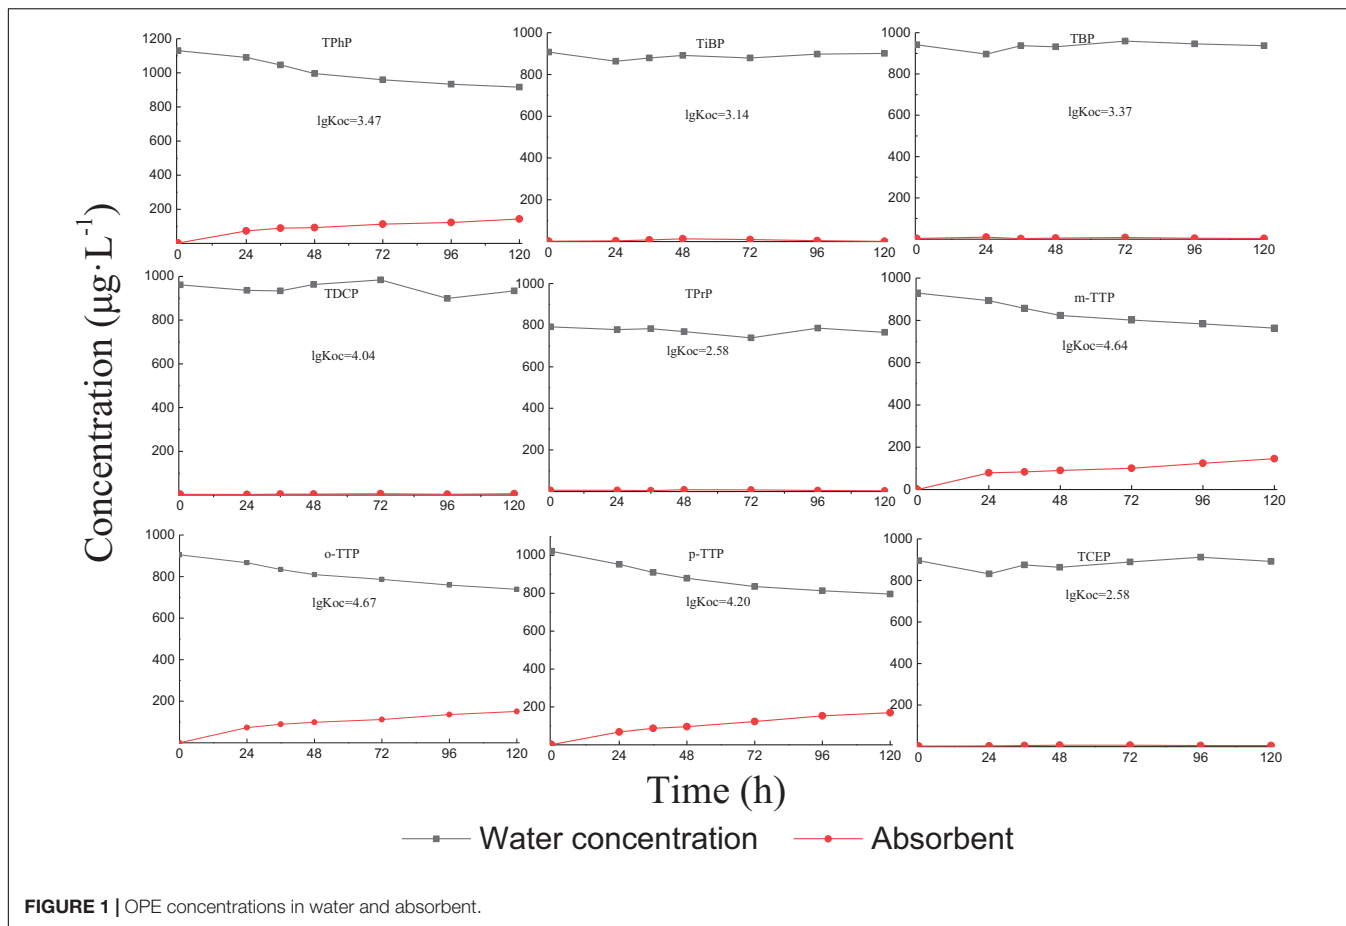 Concentration (μg·L⁻¹)
TPhP
lgKoc=3.47
1200
1000
800
600
400
200
0 24 48 72 96 120
TiBP
lgKoc=3.14
1000
800
600
400
200
0 24 48 72 96 120
TBP
lgKoc=3.37
1000
800
600
400
200
0 24 48 72 96 120
TDCP
lgKoc=4.04
1000
800
600
400
200
0 24 48 72 96 120
TPrP
lgKoc=2.58
1000
800
600
400
200
0 24 48 72 96 120
m-TTP
lgKoc=4.64
1000
800
600
400
200
0
0 24 48 72 96 120
o-TTP
lgKoc=4.67
1000
800
600
400
200
0 24 48 72 96 120
p-TTP
lgKoc=4.20
1000
800
600
400
200
0 24 48 72 96 120
TCEP
lgKoc=2.58
1000
800
600
400
200
0 24 48 72 96 120
Time (h)
Water concentration Absorbent
FIGURE 1 | OPE concentrations in water and absorbent.